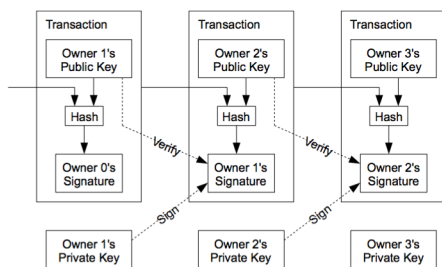 Transaction
Transaction
Transaction
Owner 1's
Public Key
Owner 2's
Public Key
Owner 3's
Public Key
Hash
Hash
Hash
Verify
Verify
Owner 0's
Signature
Owner 1's
Signature
Owner 2's
Signature
Sign
Sign
Owner 1's
Private Key
Owner 2's
Private Key
Owner 3's
Private Key